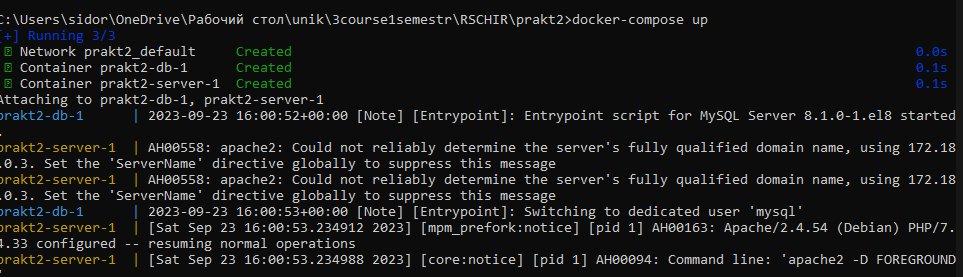 C:\Users\sidor\OneDrive\Рабочий стол\unik\3course1semestr\RSCHIR\prakt2>docker-compose up
[+] Running 3/3
Network prakt2_default Created 0.0s
Container prakt2-db-1 Created 0.1s
Container prakt2-server-1 Created 0.1s
Attaching to prakt2-db-1, prakt2-server-1
prakt2-db-1 | 2023-09-23 16:00:52+00:00 [Note] [Entrypoint]: Entrypoint script for MySQL Server 8.1.0-1.el8 started
.
prakt2-server-1 | AH00558: apache2: Could not reliably determine the server's fully qualified domain name, using 172.18
.0.3. Set the 'ServerName' directive globally to suppress this message
prakt2-server-1 | AH00558: apache2: Could not reliably determine the server's fully qualified domain name, using 172.18
.0.3. Set the 'ServerName' directive globally to suppress this message
prakt2-db-1 | 2023-09-23 16:00:53+00:00 [Note] [Entrypoint]: Switching to dedicated user 'mysql'
prakt2-server-1 | [Sat Sep 23 16:00:53.234912 2023] [mpm_prefork:notice] [pid 1] AH00163: Apache/2.4.54 (Debian) PHP/7.
4.33 configured -- resuming normal operations
prakt2-server-1 | [Sat Sep 23 16:00:53.234988 2023] [core:notice] [pid 1] AH00094: Command line: 'apache2 -D FOREGROUND
'